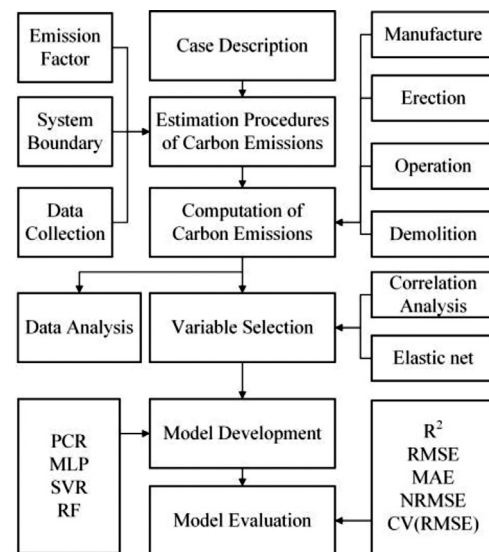 Emission
Factor
Case Description
Manufacture
System
Boundary
Estimation Procedures
of Carbon Emissions
Erection
Data
Collection
Computation of
Carbon Emissions
Operation
Demolition
Data Analysis
Variable Selection
Correlation
Analysis
Elastic net
PCR
MLP
SVR
RF
Model Development
Model Evaluation
R²
RMSE
MAE
NRMSE
CV(RMSE)